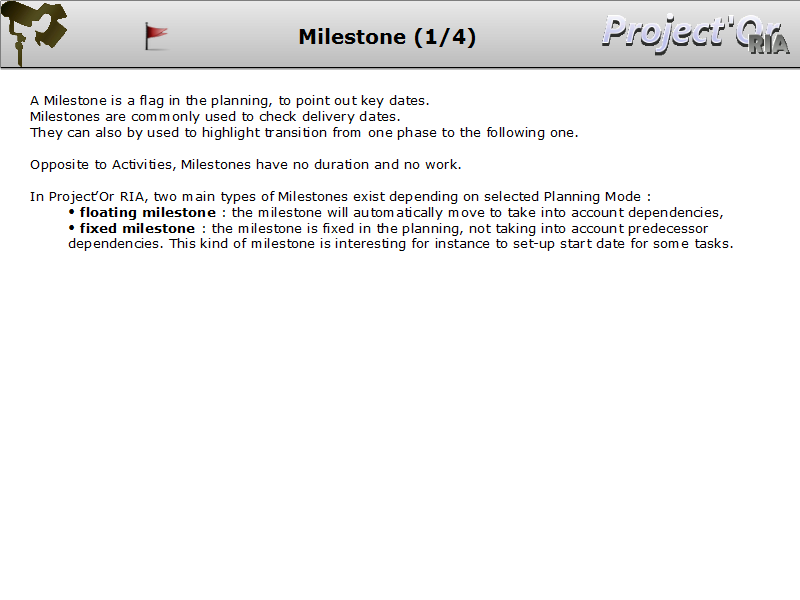 Milestone (1/4)
Project'Or
RIA
A Milestone is a flag in the planning, to point out key dates.
Milestones are commonly used to check delivery dates.
They can also by used to highlight transition from one phase to the following one.
Opposite to Activities, Milestones have no duration and no work.
In Project’Or RIA, two main types of Milestones exist depending on selected Planning Mode :
• floating milestone : the milestone will automatically move to take into account dependencies,
• fixed milestone : the milestone is fixed in the planning, not taking into account predecessor
dependencies. This kind of milestone is interesting for instance to set-up start date for some tasks.